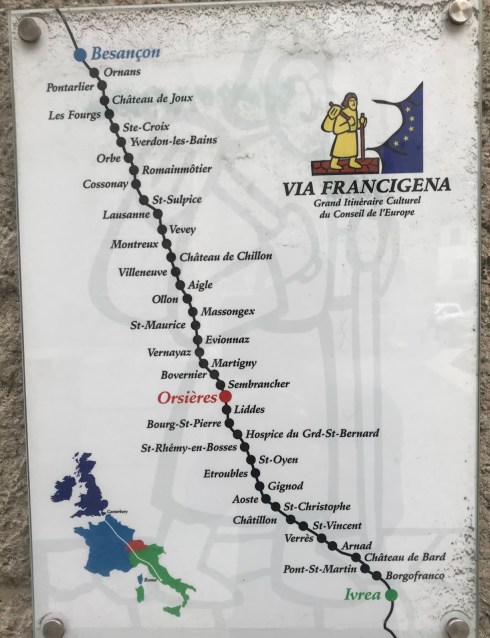 Besançon
Ornans
Pontarlier
Château de Joux
Les Fourgs
Ste-Croix
Yverdon-les-Bains
Orbe
Romainmôtier
Cossonay
St-Sulpice
Lausanne
Vevey
Montreux
Château de Chillon
Villeneuve
Aigle
Ollon
Massongex
St-Maurice
Evionnaz
Vernayaz
Martigny
Bovernier
Sembrancher
Orsières
Liddes
Bourg-St-Pierre
Hospice du Grd-St-Bernard
St-Rhémy-en-Bosses
St-Oyen
Etroubles
Gignod
Aoste
St-Christophe
Châtillon
St-Vincent
Verrès
Arnad
Château de Bard
Pont-St-Martin
Borgofranco
Ivrea
VIA FRANCIGENA
Grand Itinéraire Culturel
du Conseil de l'Europe
Canterbury
Rome